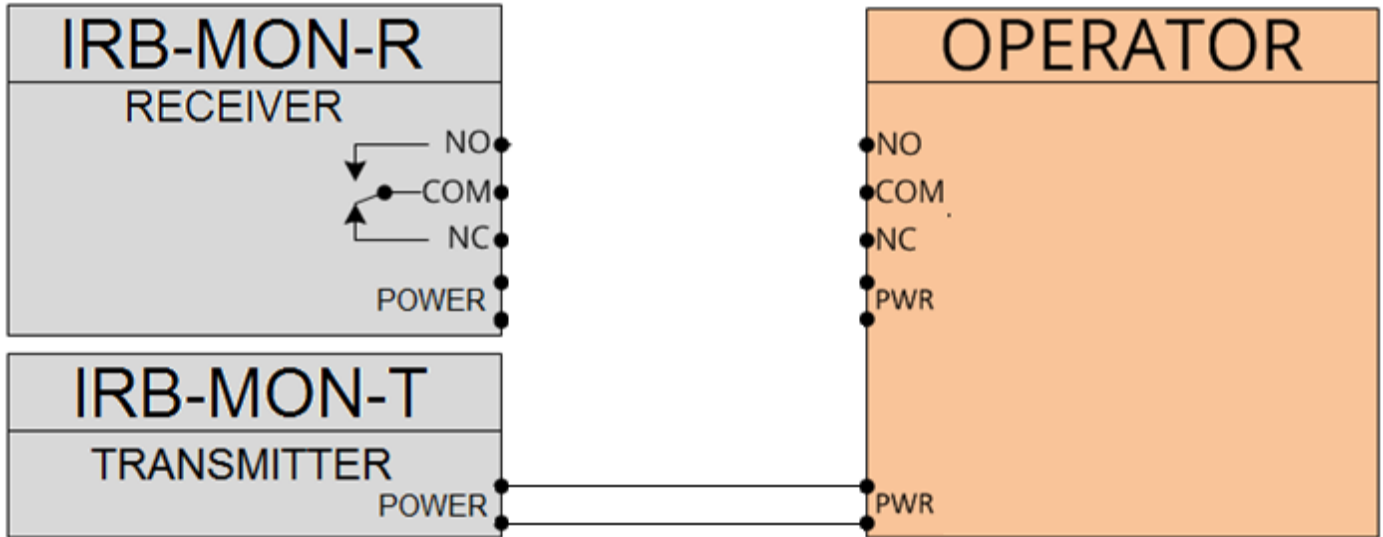 IRB-MON-R
RECEIVER
NO
COM
NC
POWER
IRB-MON-T
TRANSMITTER
POWER
OPERATOR
NO
COM
NC
PWR
PWR